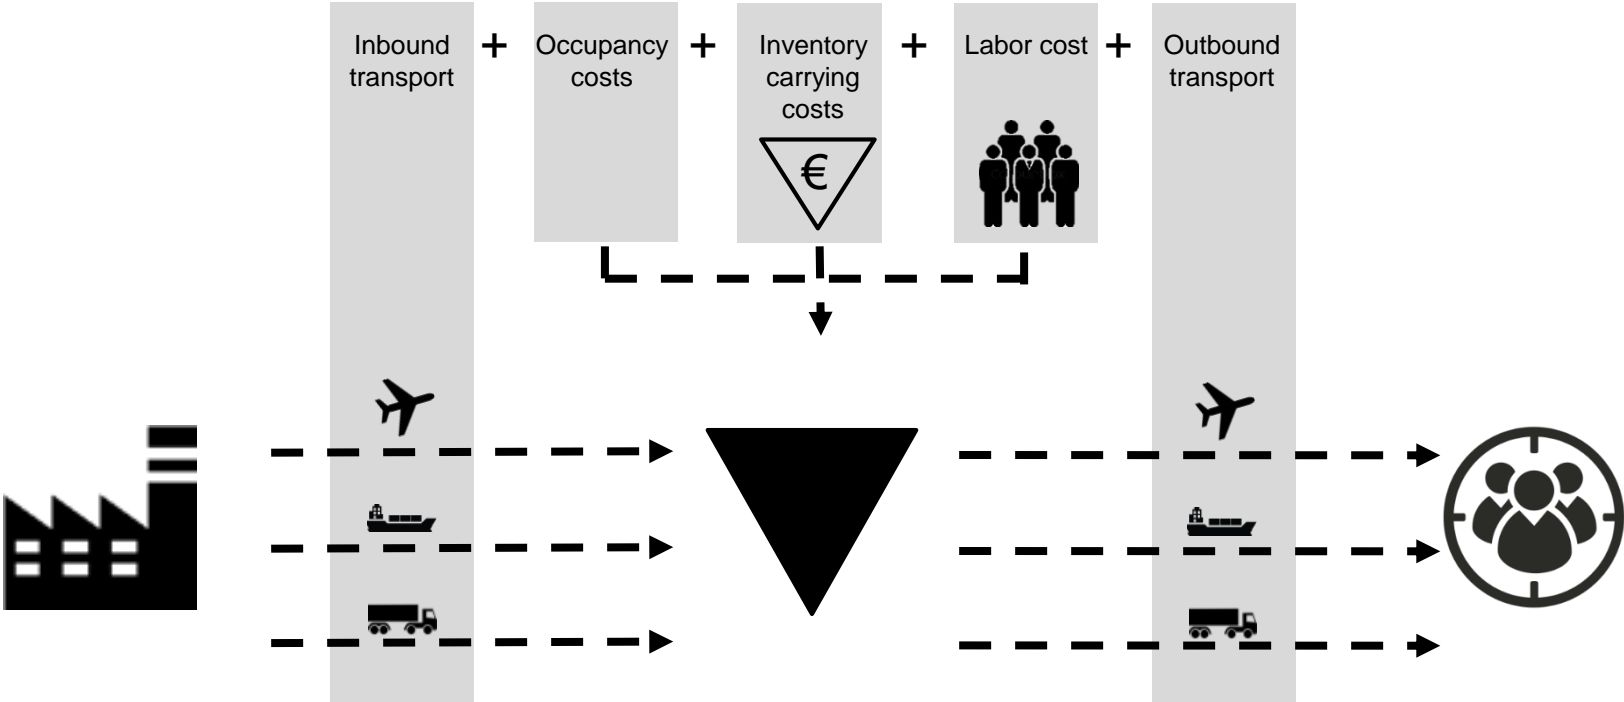 Inbound
transport
+
Occupancy
costs
+
Inventory
carrying
costs
+
Labor cost
+
Outbound
transport
€